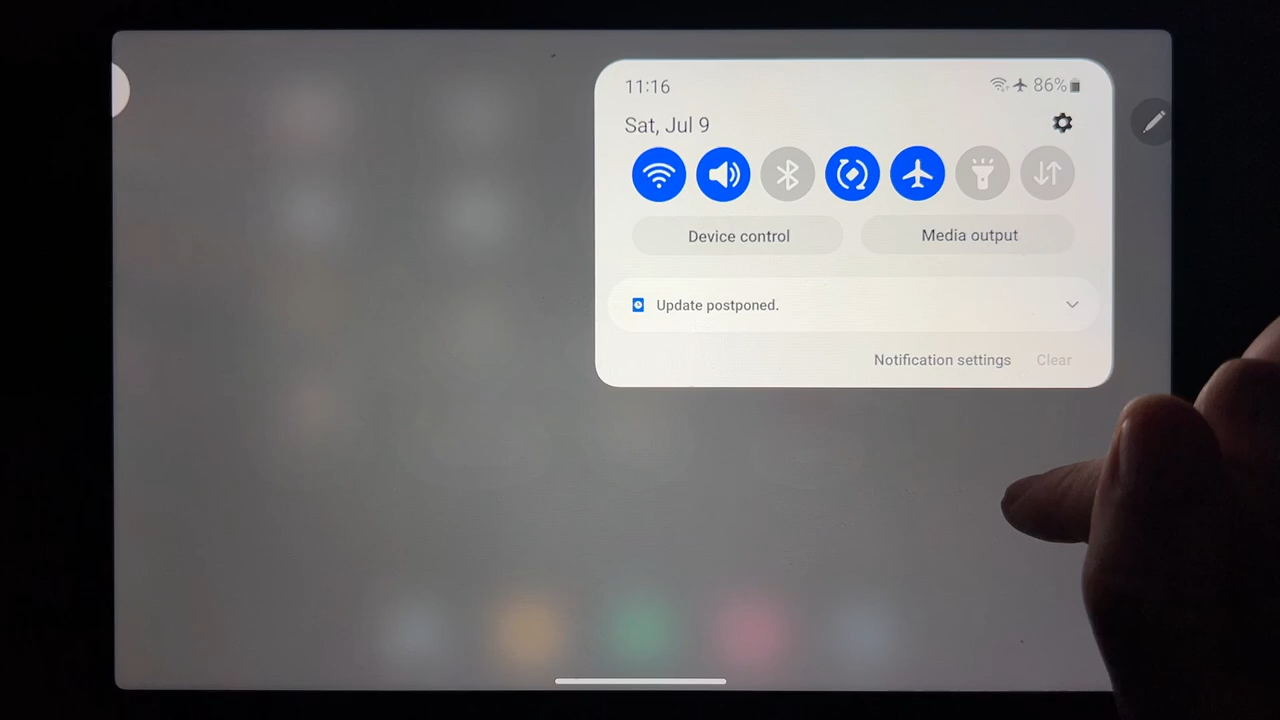 11:16
86%
Sat, Jul 9
Device control
Media output
Update postponed.
Notification settings
Clear